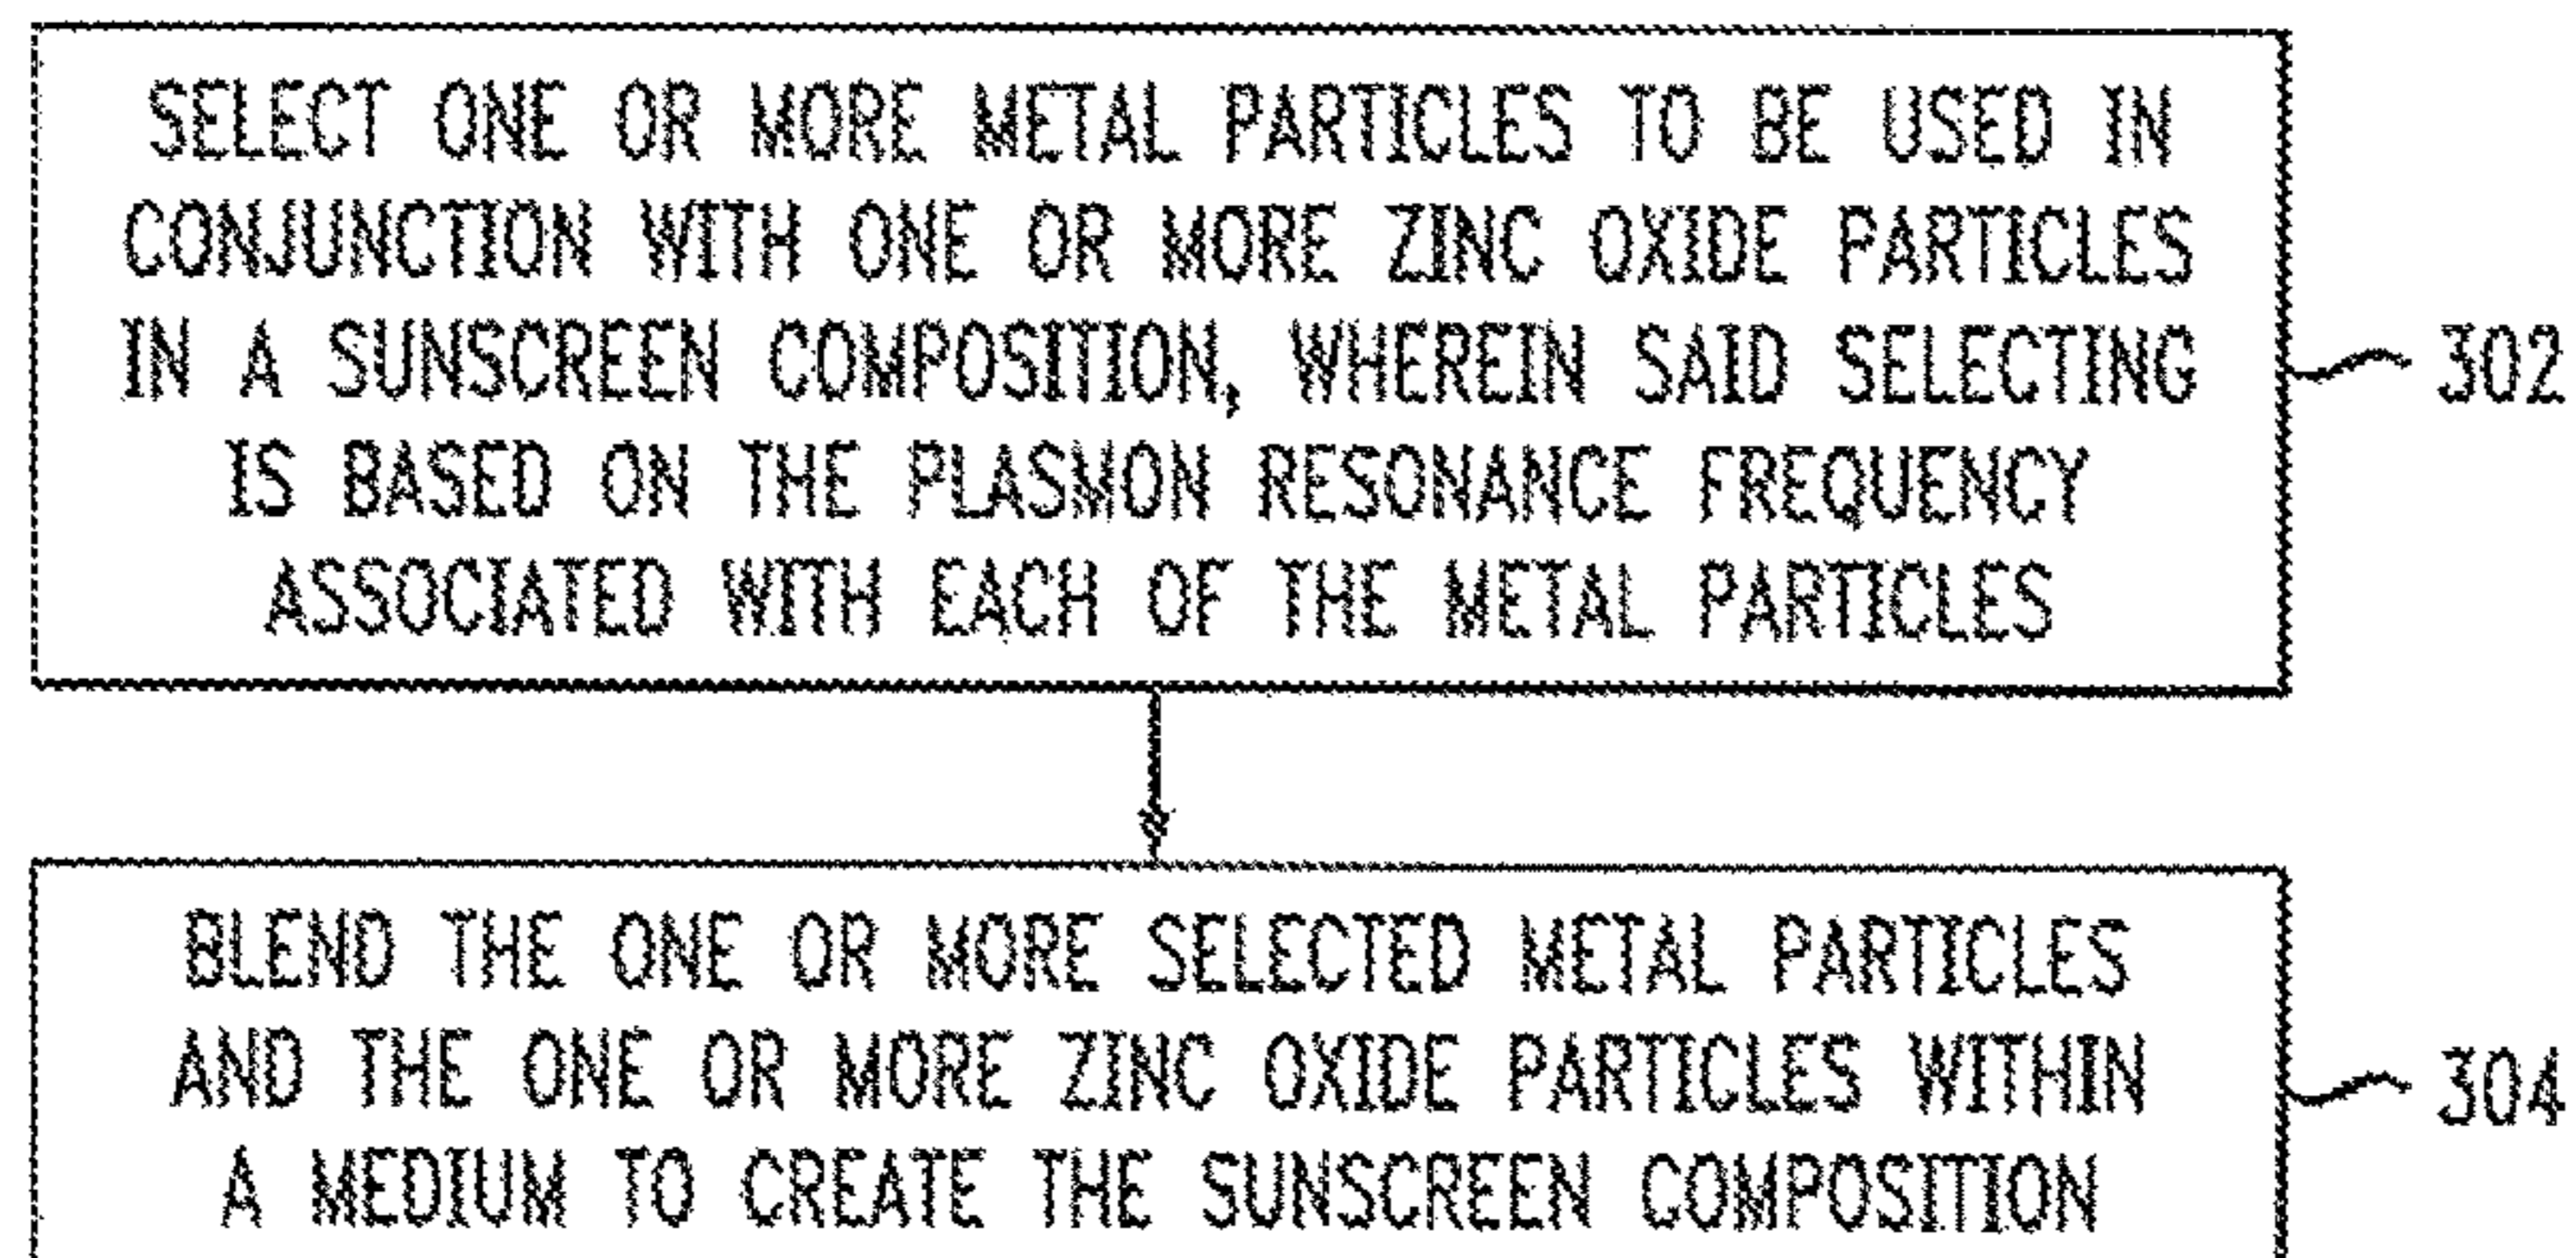 SELECT ONE OR MORE METAL PARTICLES TO BE USED IN
CONJUNCTION WITH ONE OR MORE ZINC OXIDE PARTICLES
IN A SUNSCREEN COMPOSITION, WHEREIN SAID SELECTING
IS BASED ON THE PLASMON RESONANCE FREQUENCY
ASSOCIATED WITH EACH OF THE METAL PARTICLES
302
BLEND THE ONE OR MORE SELECTED METAL PARTICLES
AND THE ONE OR MORE ZINC OXIDE PARTICLES WITHIN
A MEDIUM TO CREATE THE SUNSCREEN COMPOSITION
304